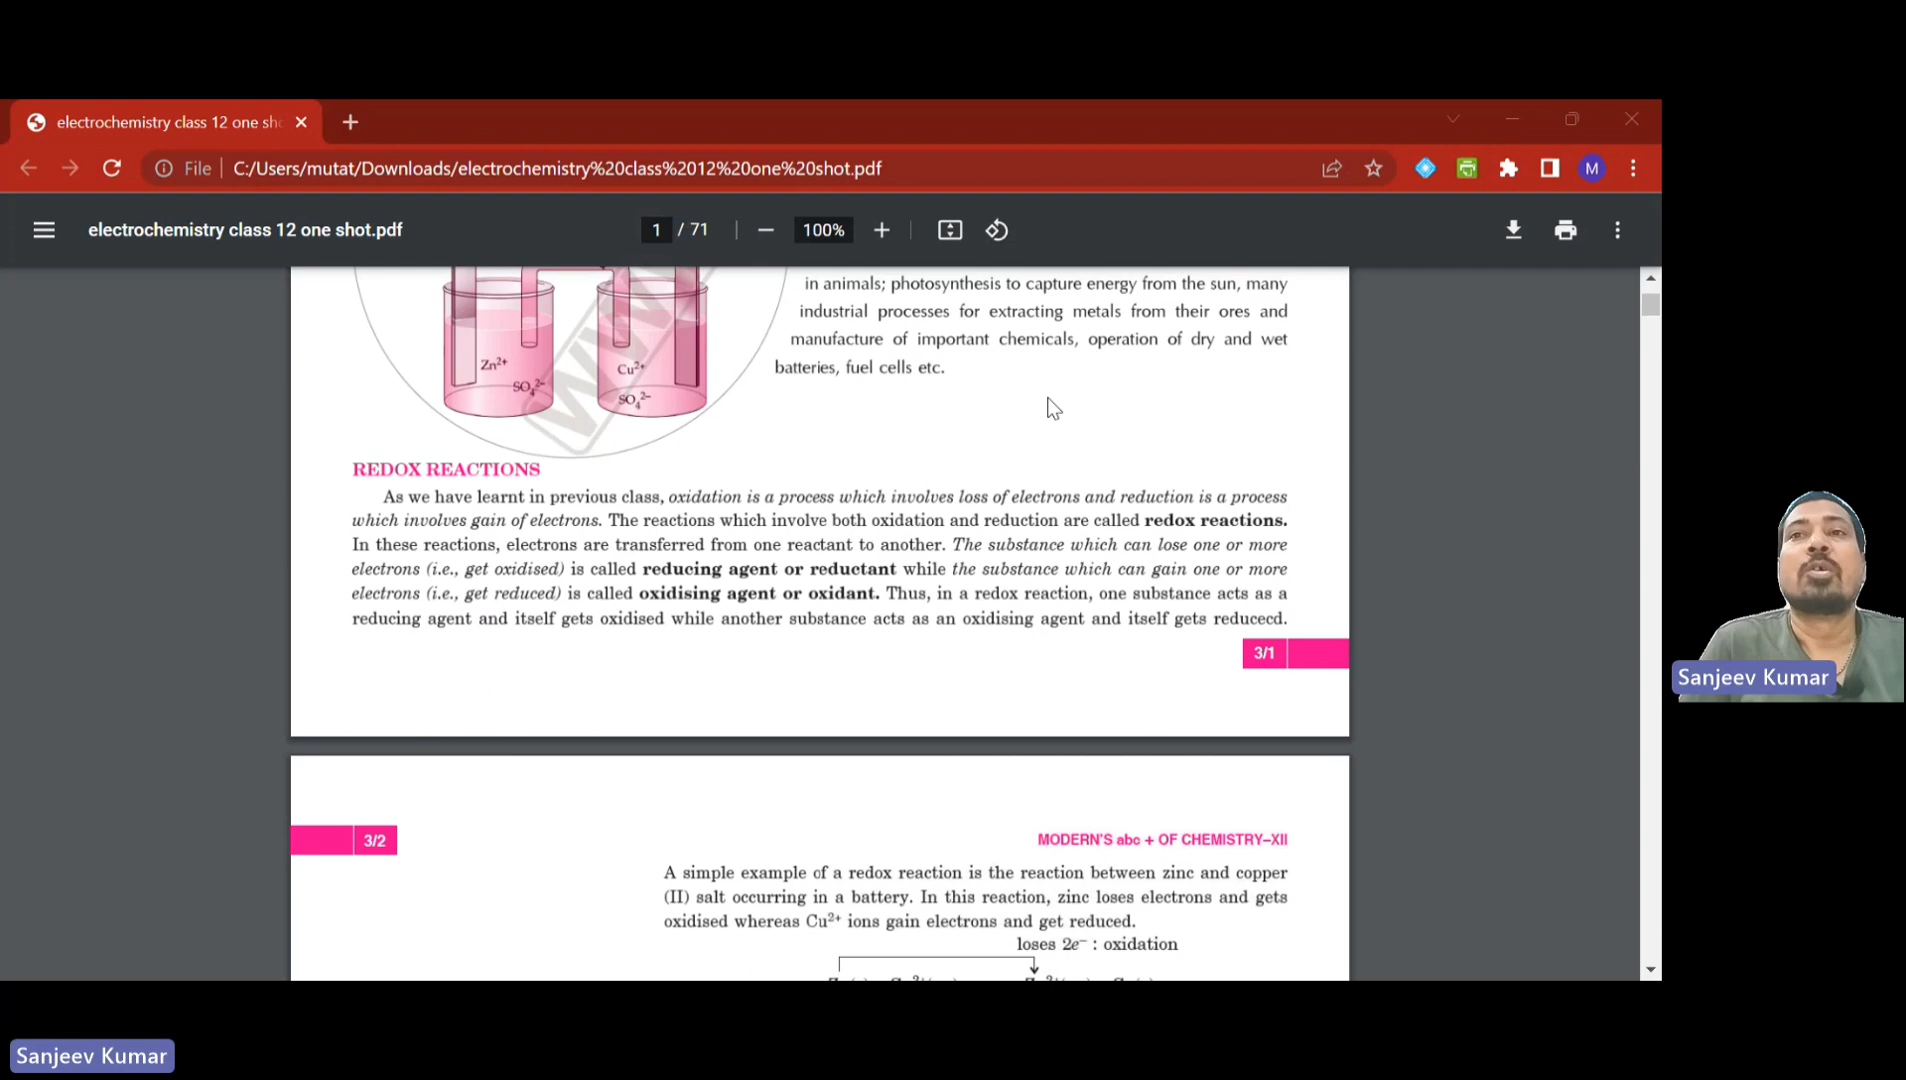 electrochemistry class 12 one sh
File C:/Users/mutat/Downloads/electrochemistry%20class%2012%20one%20shot.pdf
M
electrochemistry class 12 one shot.pdf
1 / 71
100%
in animals; photosynthesis to capture energy from the sun, many
industrial processes for extracting metals from their ores and
manufacture of important chemicals, operation of dry and wet
batteries, fuel cells etc.
Zn²⁺
SO₄²⁻
Cu²⁺
SO₄²⁻
WW
REDOX REACTIONS
As we have learnt in previous class, oxidation is a process which involves loss of electrons and reduction is a process
which involves gain of electrons. The reactions which involve both oxidation and reduction are called redox reactions.
In these reactions, electrons are transferred from one reactant to another. The substance which can lose one or more
electrons (i.e., get oxidised) is called reducing agent or reductant while the substance which can gain one or more
electrons (i.e., get reduced) is called oxidising agent or oxidant. Thus, in a redox reaction, one substance acts as a
reducing agent and itself gets oxidised while another substance acts as an oxidising agent and itself gets reducecd.
3/1
3/2
MODERN'S abc + OF CHEMISTRY–XII
A simple example of a redox reaction is the reaction between zinc and copper
(II) salt occurring in a battery. In this reaction, zinc loses electrons and gets
oxidised whereas Cu²⁺ ions gain electrons and get reduced.
loses 2e⁻ : oxidation
Sanjeev Kumar
Sanjeev Kumar